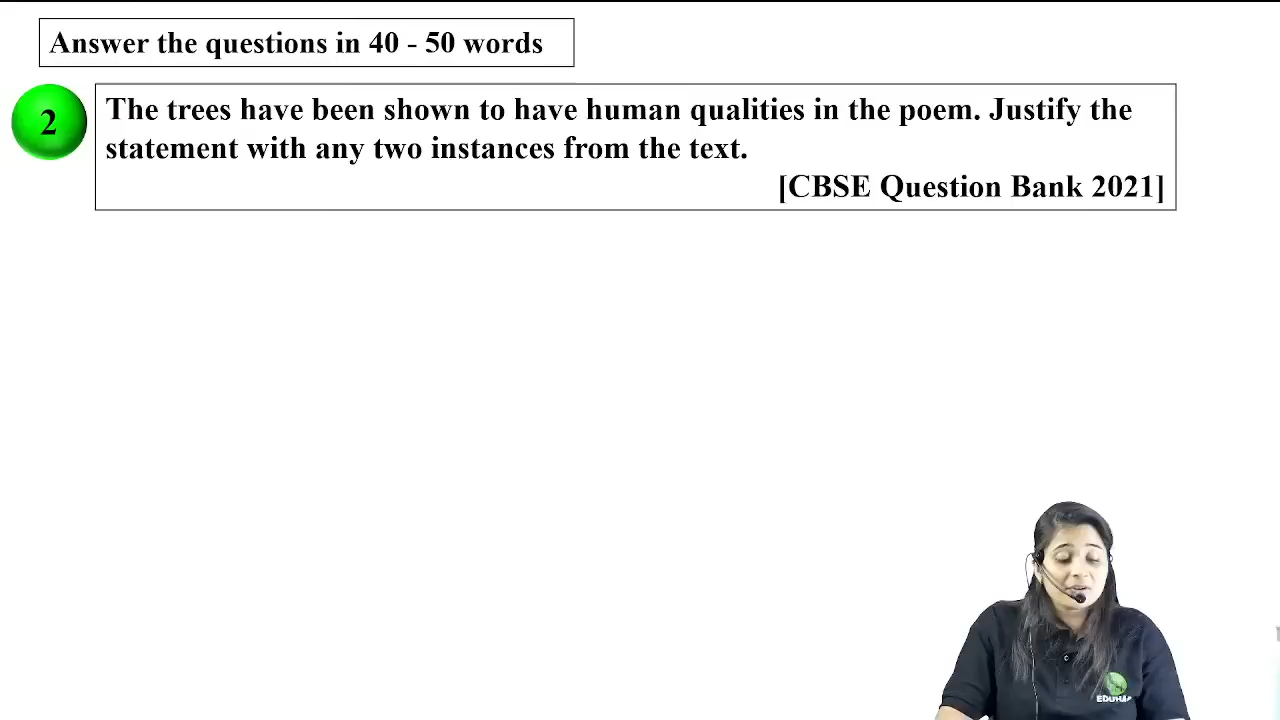 Answer the questions in 40 - 50 words
2
The trees have been shown to have human qualities in the poem. Justify the
statement with any two instances from the text.
[CBSE Question Bank 2021]